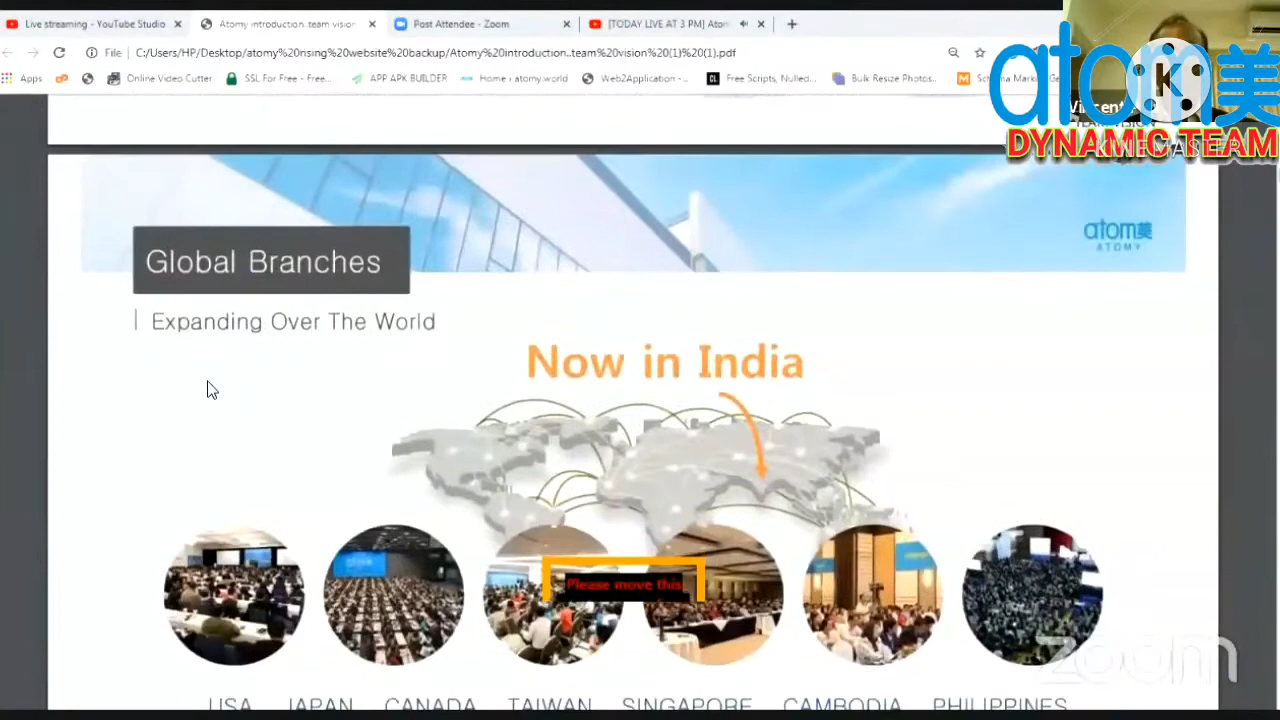 Live streaming - YouTube Studio
Atomy introduction..team vision
Post Attendee - Zoom
[TODAY LIVE AT 3 PM] Atom
File
C:/Users/HP/Desktop/atomy%20rising%20website%20backup/Atomy%20introduction..team%20vision%20(1)%20(1).pdf
Apps
Online Video Cutter
SSL For Free - Free...
APP APK BUILDER
Home : atomy.world
Web2Application -...
Free Scripts, Nulled...
Bulk Resize Photos...
atom美
K
Vincent
DYNAMIC TEAM
atom美
ATOMY
Global Branches
Expanding Over The World
Now in India
Please move this
zoom
USA JAPAN CANADA TAIWAN SINGAPORE CAMBODIA PHILIPPINES